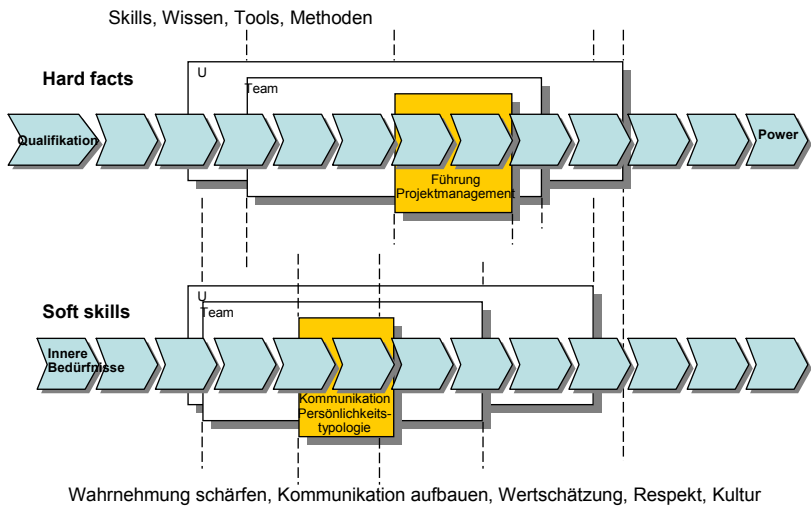 Skills, Wissen, Tools, Methoden
Hard facts
U
Team
Qualifikation
Power
Führung
Projektmanagement
Soft skills
U
Team
Innere
Bedürfnisse
Kommunikation
Persönlichkeits-
typologie
Wahrnehmung schärfen, Kommunikation aufbauen, Wertschätzung, Respekt, Kultur